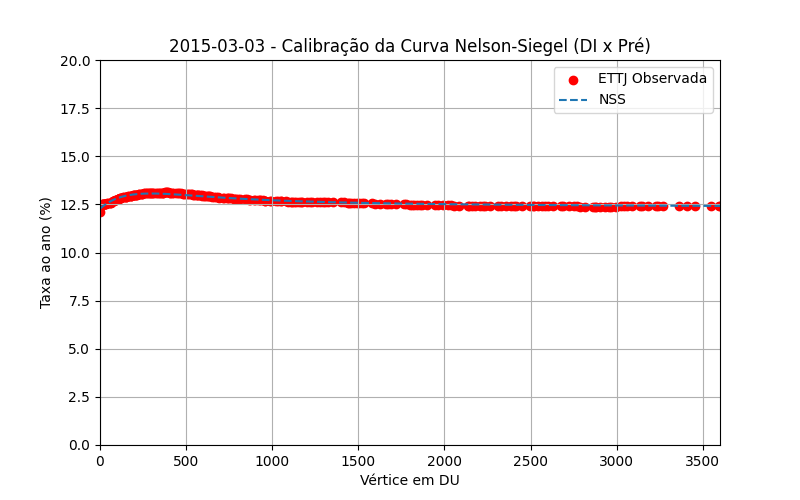 2015-03-03 - Calibração da Curva Nelson-Siegel (DI x Pré)
ETTJ Observada
NSS
20.0
17.5
15.0
12.5
10.0
7.5
5.0
2.5
0.0
Taxa ao ano (%)
0 500 1000 1500 2000 2500 3000 3500
Vértice em DU